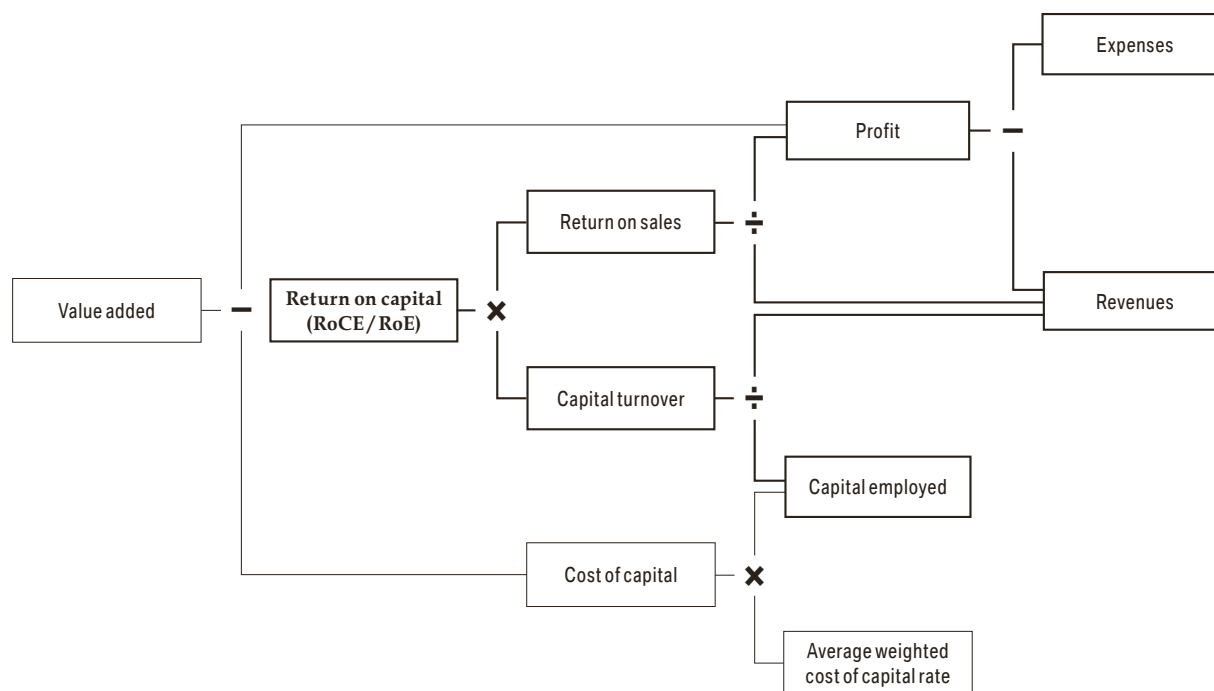 Expenses
Profit
−
−
Return on sales
÷
Value added
−
Return on capital
(RoCE / RoE)
×
Revenues
Capital turnover
÷
Capital employed
Cost of capital
×
Average weighted
cost of capital rate